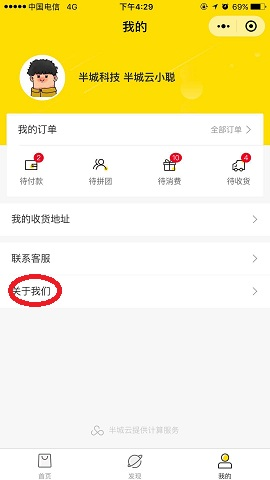 中国电信 4G 下午4:29
我的
半城科技 半城云小聪
我的订单 全部订单
2 10 4
待付款 待拼团 待消费 待收货
我的收货地址
联系客服
关于我们
半城云提供计算服务
首页 发现 我的